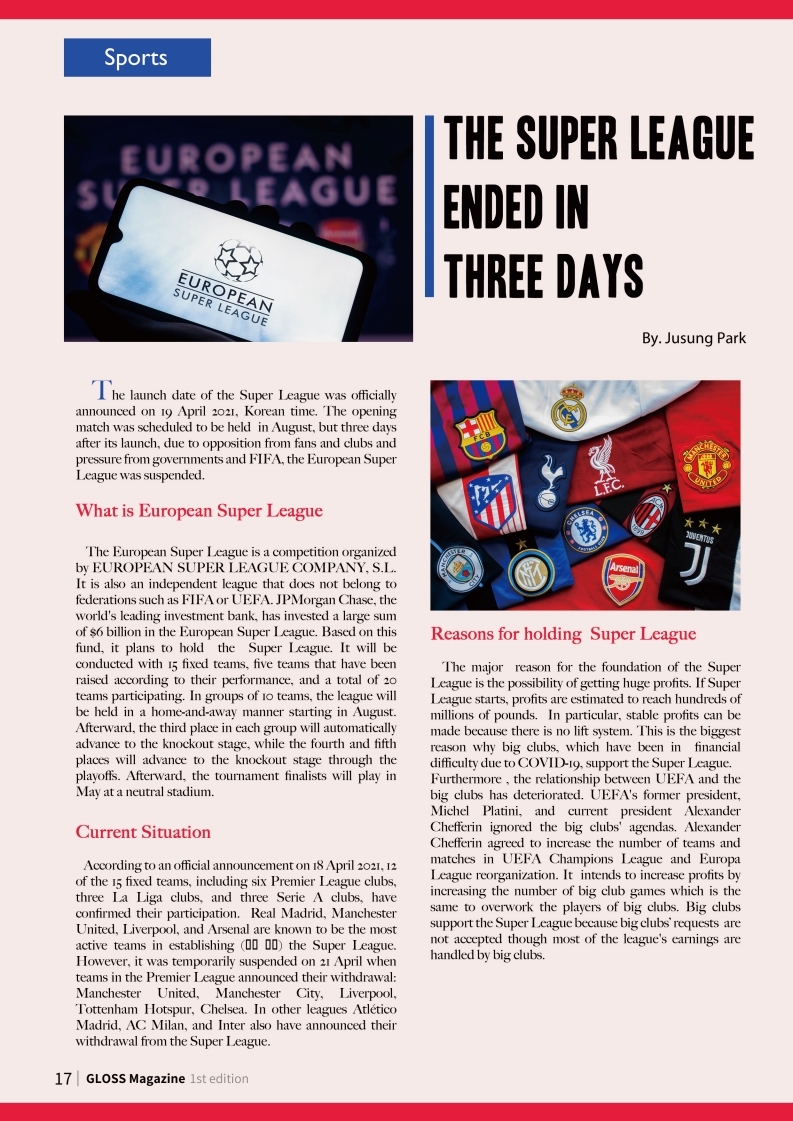 Sports
EUROPEAN
SUPER LEAGUE
EUROPEAN
SUPER LEAGUE
THE SUPER LEAGUE
ENDED IN
THREE DAYS
By. Jusung Park
The launch date of the Super League was officially
announced on 19 April 2021, Korean time. The opening
match was scheduled to be held in August, but three days
after its launch, due to opposition from fans and clubs and
pressure from governments and FIFA, the European Super
League was suspended.
What is European Super League
The European Super League is a competition organized
by EUROPEAN SUPER LEAGUE COMPANY, S.L.
It is also an independent league that does not belong to
federations such as FIFA or UEFA. JPMorgan Chase, the
world's leading investment bank, has invested a large sum
of $6 billion in the European Super League. Based on this
fund, it plans to hold the Super League. It will be
conducted with 15 fixed teams, five teams that have been
raised according to their performance, and a total of 20
teams participating. In groups of 10 teams, the league will
be held in a home-and-away manner starting in August.
Afterward, the third place in each group will automatically
advance to the knockout stage, while the fourth and fifth
places will advance to the knockout stage through the
playoffs. Afterward, the tournament finalists will play in
May at a neutral stadium.
Current Situation
According to an official announcement on 18 April 2021, 12
of the 15 fixed teams, including six Premier League clubs,
three La Liga clubs, and three Serie A clubs, have
confirmed their participation. Real Madrid, Manchester
United, Liverpool, and Arsenal are known to be the most
active teams in establishing (▯▯ ▯▯) the Super League.
However, it was temporarily suspended on 21 April when
teams in the Premier League announced their withdrawal:
Manchester United, Manchester City, Liverpool,
Tottenham Hotspur, Chelsea. In other leagues Atlético
Madrid, AC Milan, and Inter also have announced their
withdrawal from the Super League.
FCB
L.F.C.
MANCHESTER
UNITED
CHELSEA
FOOTBALL CLUB
JUVENTUS
MANCHESTER
CITY
Arsenal
Reasons for holding Super League
The major reason for the foundation of the Super
League is the possibility of getting huge profits. If Super
League starts, profits are estimated to reach hundreds of
millions of pounds. In particular, stable profits can be
made because there is no lift system. This is the biggest
reason why big clubs, which have been in financial
difficulty due to COVID-19, support the Super League.
Furthermore , the relationship between UEFA and the
big clubs has deteriorated. UEFA's former president,
Michel Platini, and current president Alexander
Chefferin ignored the big clubs' agendas. Alexander
Chefferin agreed to increase the number of teams and
matches in UEFA Champions League and Europa
League reorganization. It intends to increase profits by
increasing the number of big club games which is the
same to overwork the players of big clubs. Big clubs
support the Super League because big clubs' requests are
not accepted though most of the league's earnings are
handled by big clubs.
17 | GLOSS Magazine 1st edition